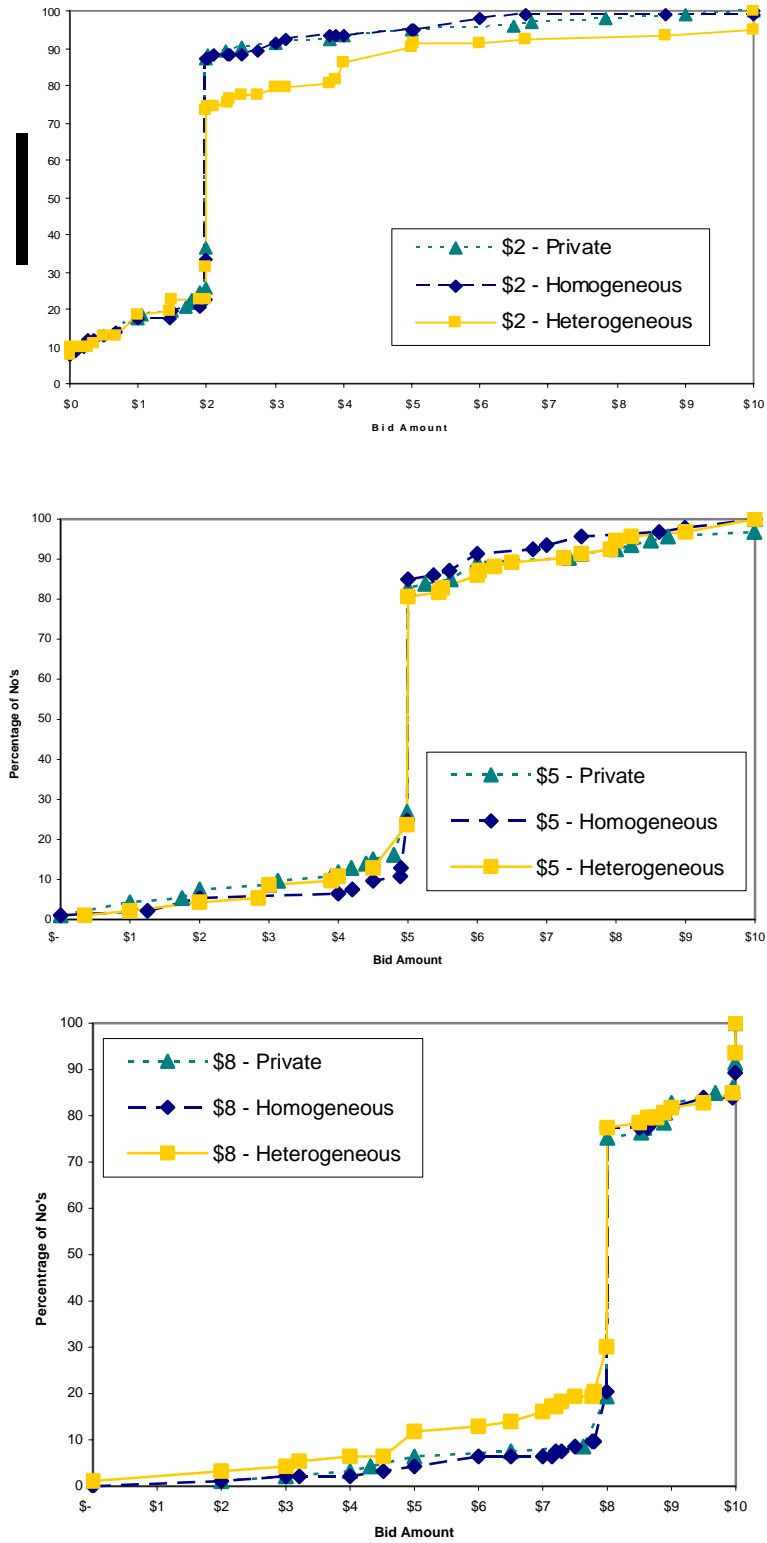 100
90
80
70
60
50
40
30
20
10
0
$0 $1 $2 $3 $4 $5 $6 $7 $8 $9 $10
Bid Amount
$2 - Private
$2 - Homogeneous
$2 - Heterogeneous
100
90
80
70
60
50
40
30
20
10
0
$- $1 $2 $3 $4 $5 $6 $7 $8 $9 $10
Percentage of No's
Bid Amount
$5 - Private
$5 - Homogeneous
$5 - Heterogeneous
100
90
80
70
60
50
40
30
20
10
0
$- $1 $2 $3 $4 $5 $6 $7 $8 $9 $10
Percentrage of No's
Bid Amount
$8 - Private
$8 - Homogeneous
$8 - Heterogeneous